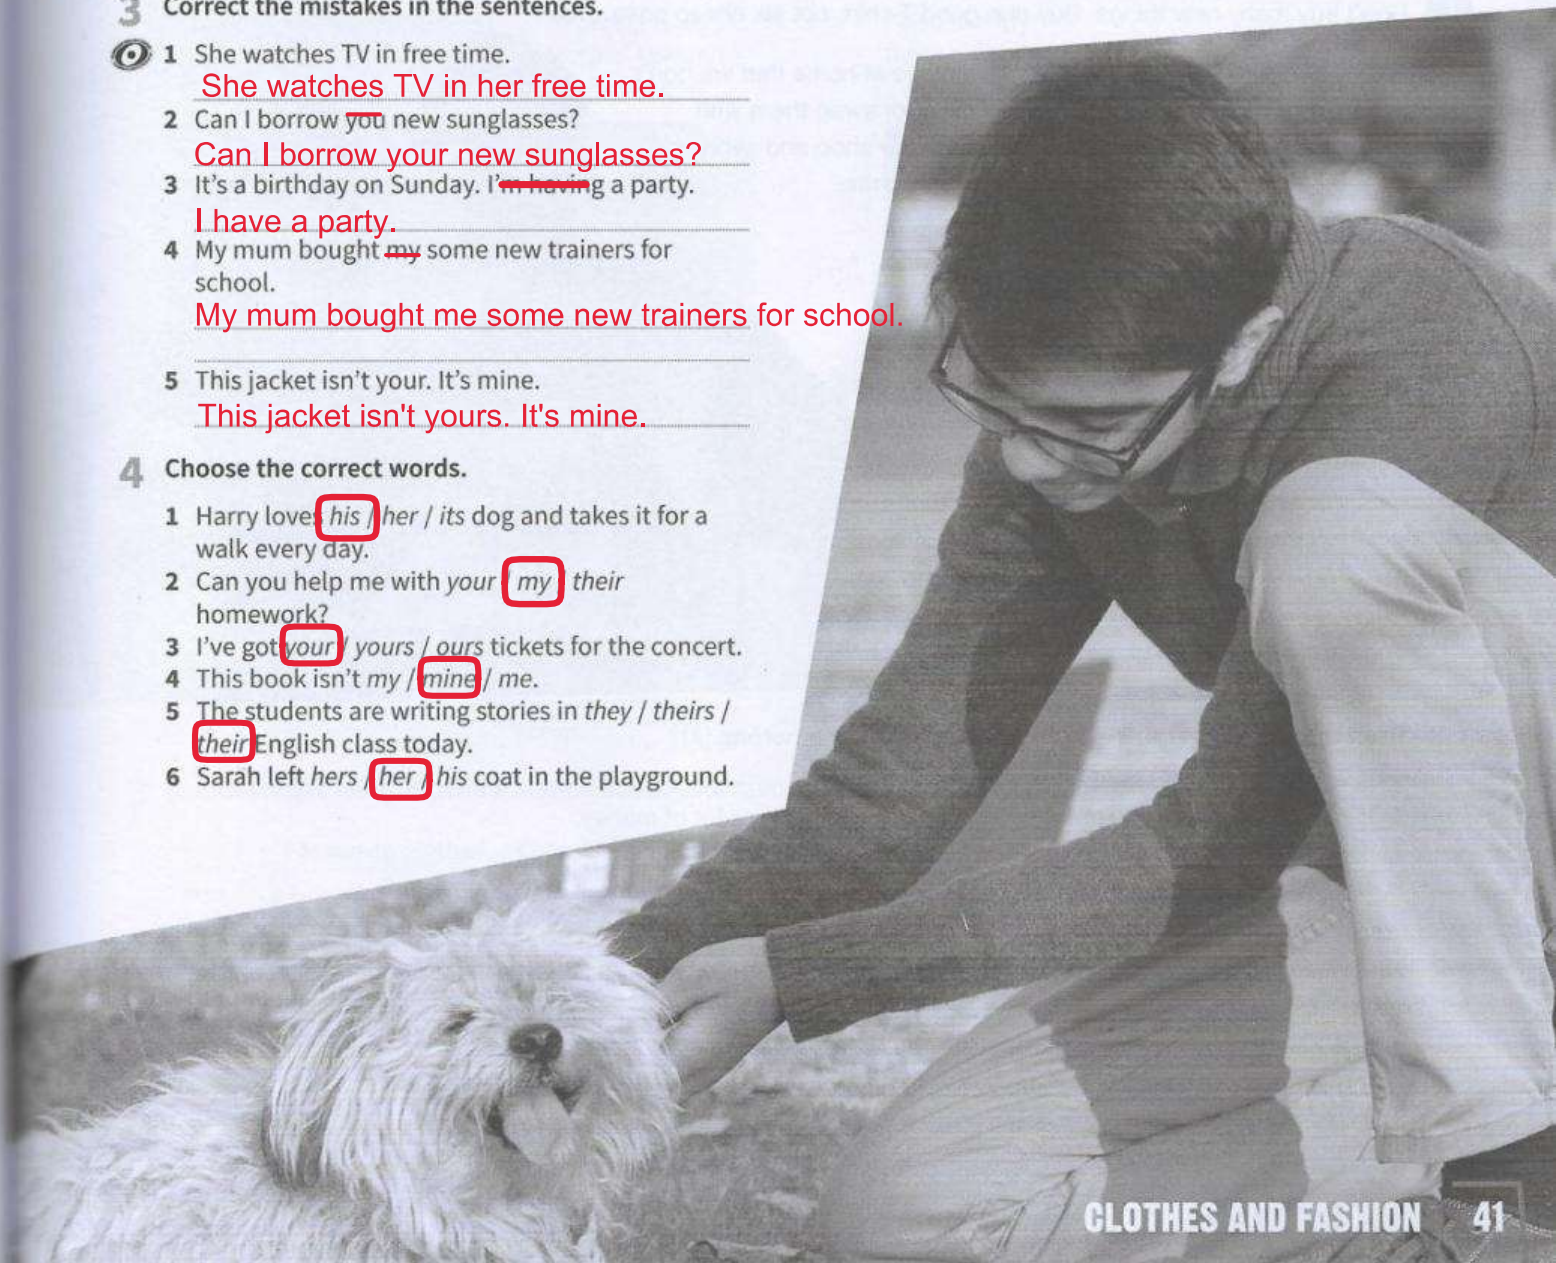 3 Correct the mistakes in the sentences.
1 She watches TV in free time.
She watches TV in her free time.
2 Can I borrow you new sunglasses?
Can I borrow your new sunglasses?
3 It's a birthday on Sunday. I'm having a party.
I have a party.
4 My mum bought my some new trainers for
school.
My mum bought me some new trainers for school.
5 This jacket isn't your. It's mine.
This jacket isn't yours. It's mine.
4 Choose the correct words.
1 Harry loves his / her / its dog and takes it for a
walk every day.
2 Can you help me with your / my / their
homework?
3 I've got your / yours / ours tickets for the concert.
4 This book isn't my / mine / me.
5 The students are writing stories in they / theirs /
their English class today.
6 Sarah left hers / her / his coat in the playground.
CLOTHES AND FASHION 41